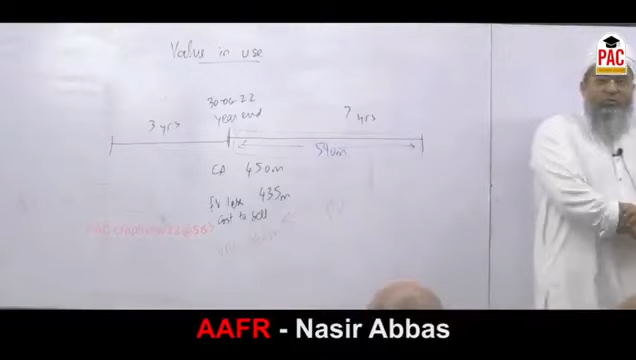 PAC
Value in use
30-06-22
year end
3 yrs
7 yrs
590m
CA 450m
FV less 435m
Cost to sell
AAFR - Nasir Abbas